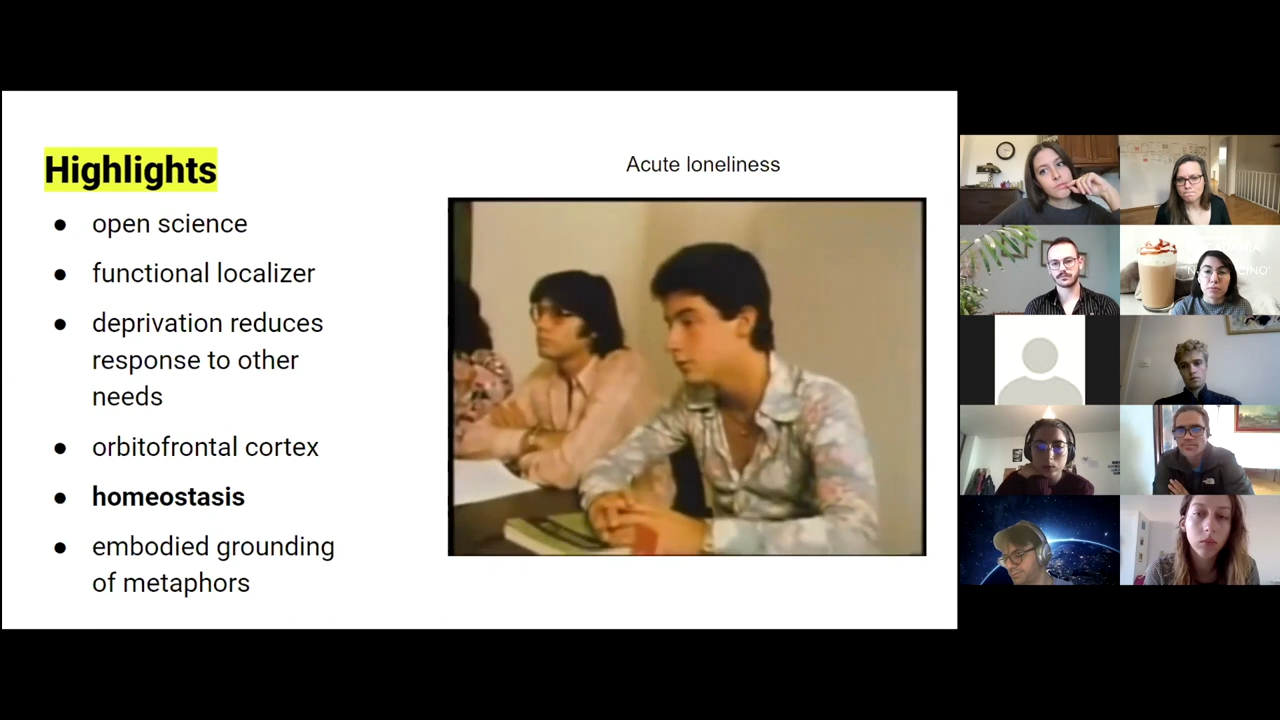 Highlights
Acute loneliness
● open science
● functional localizer
● deprivation reduces
response to other
needs
● orbitofrontal cortex
● homeostasis
● embodied grounding
of metaphors